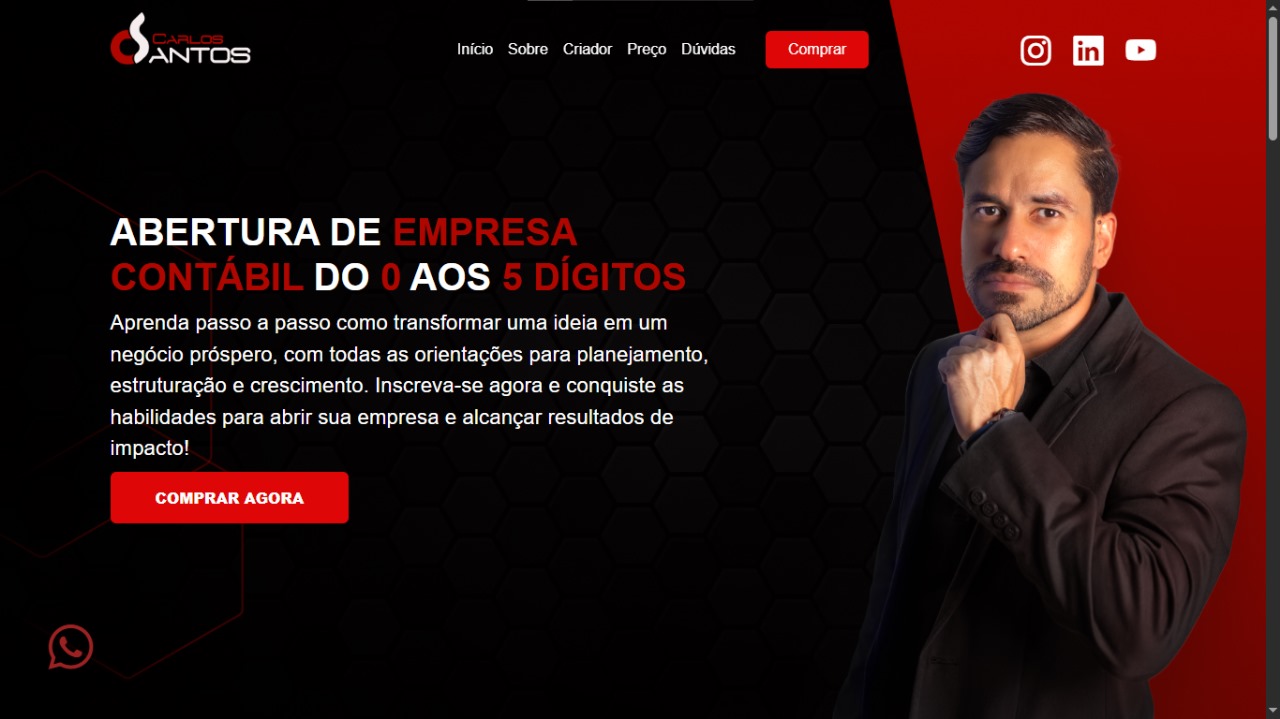 CARLOS
SANTOS
Início Sobre Criador Preço Dúvidas Comprar
ABERTURA DE EMPRESA
CONTÁBIL DO 0 AOS 5 DÍGITOS
Aprenda passo a passo como transformar uma ideia em um
negócio próspero, com todas as orientações para planejamento,
estruturação e crescimento. Inscreva-se agora e conquiste as
habilidades para abrir sua empresa e alcançar resultados de
impacto!
COMPRAR AGORA